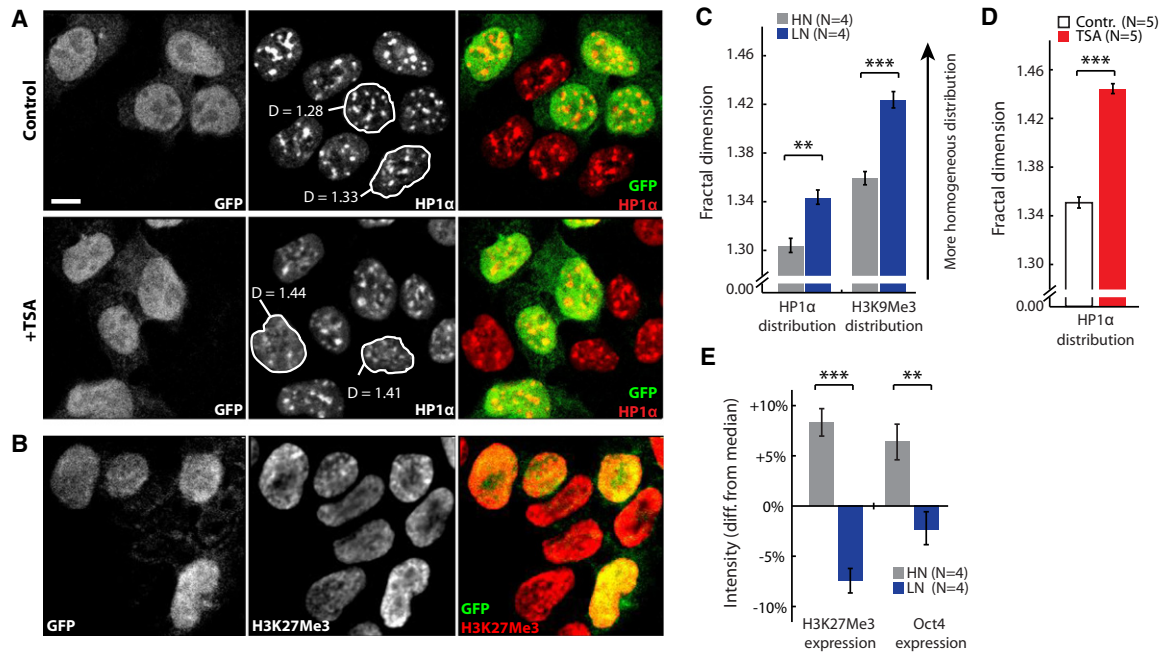 A
Control
GFP
D = 1.28
D = 1.33
HP1α
GFP
HP1α
+TSA
GFP
D = 1.44
D = 1.41
HP1α
GFP
HP1α
B
GFP
H3K27Me3
GFP
H3K27Me3
C
HN (N=4)
LN (N=4)
Fractal dimension
1.46
1.42
1.38
1.34
1.30
0.00
**
***
HP1α
distribution
H3K9Me3
distribution
More homogeneous distribution
D
Contr. (N=5)
TSA (N=5)
Fractal dimension
1.46
1.42
1.38
1.34
1.30
0.00
***
HP1α
distribution
E
Intensity (diff. from median)
+10%
+5%
0%
-5%
-10%
***
**
HN (N=4)
LN (N=4)
H3K27Me3
expression
Oct4
expression